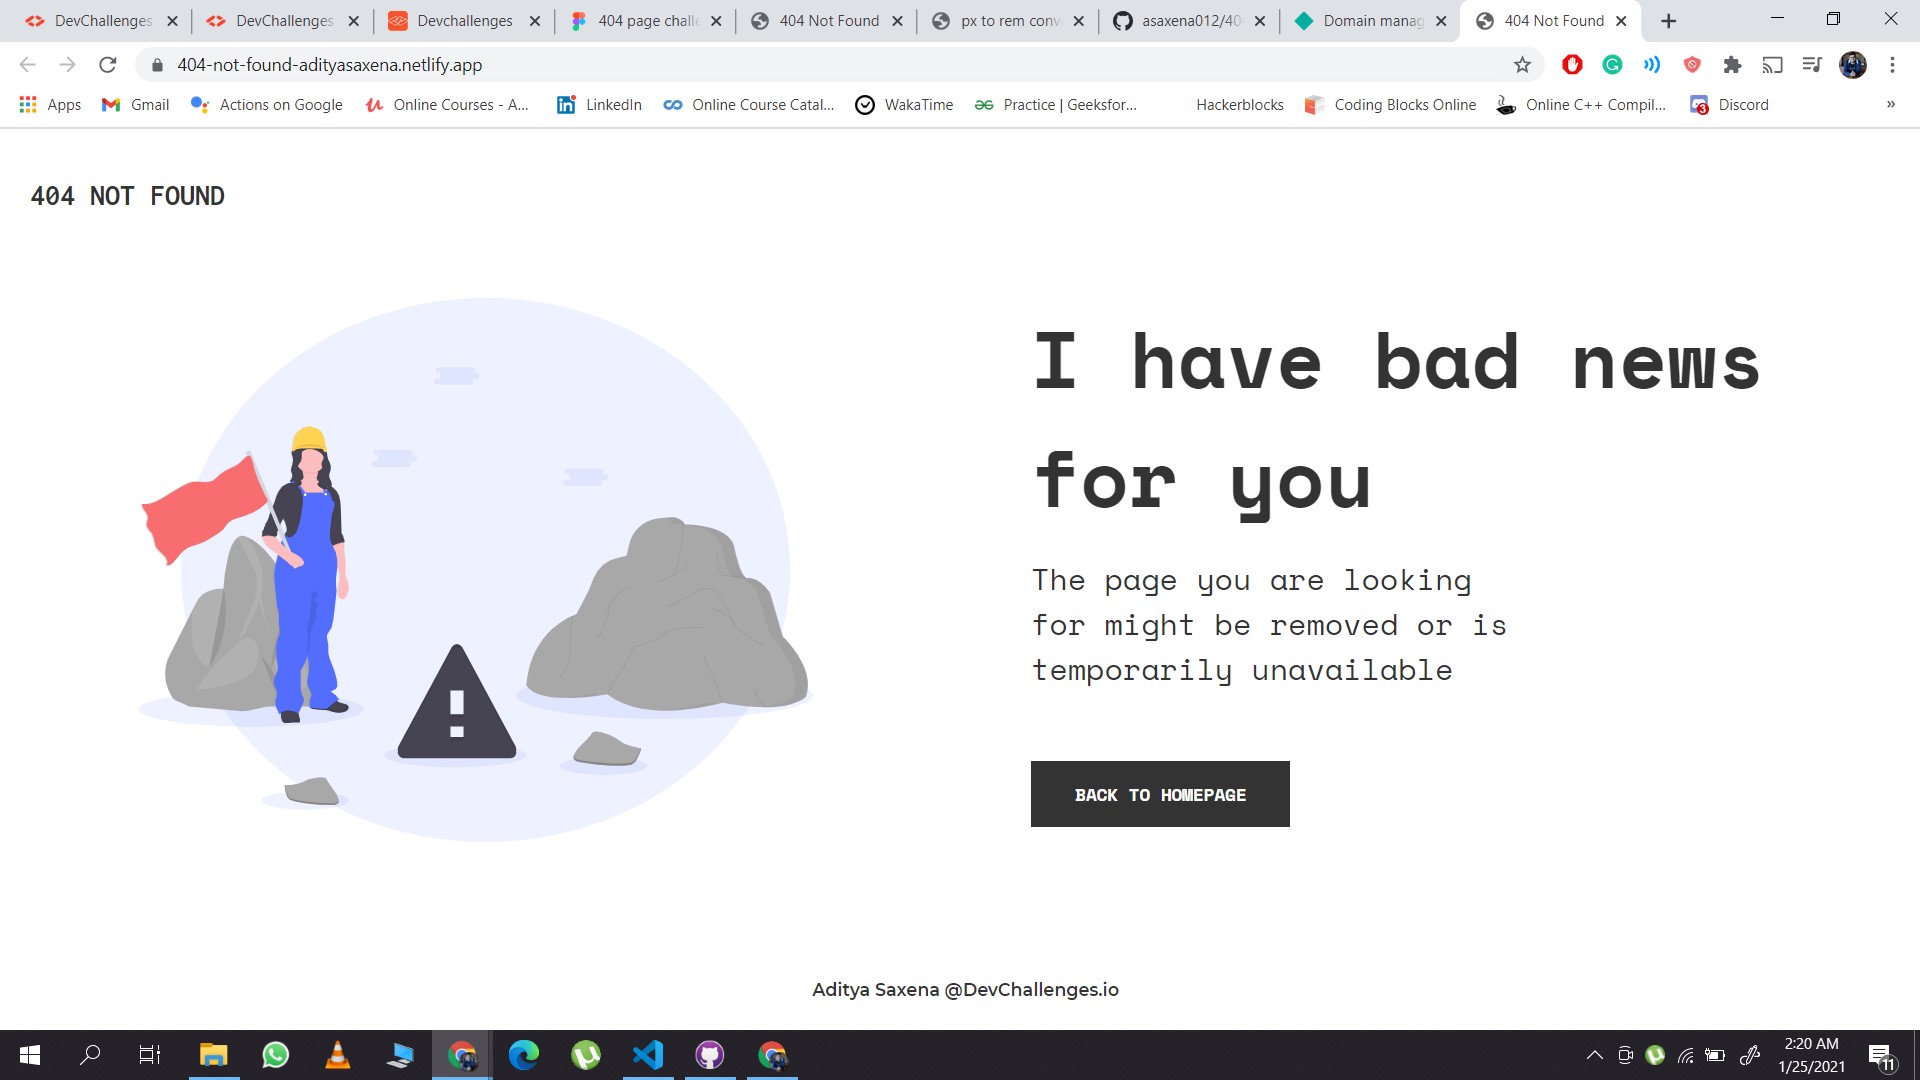 DevChallenges
DevChallenges
Devchallenges
404 page chall
404 Not Found
px to rem conv
asaxena012/40
Domain manag
404 Not Found
404-not-found-adityasaxena.netlify.app
Apps
Gmail
Actions on Google
Online Courses - A...
LinkedIn
Online Course Catal...
WakaTime
Practice | Geeksfor...
Hackerblocks
Coding Blocks Online
Online C++ Compil...
Discord
»
404 NOT FOUND
I have bad news
for you
The page you are looking
for might be removed or is
temporarily unavailable
BACK TO HOMEPAGE
Aditya Saxena @DevChallenges.io
2:20 AM
1/25/2021
11